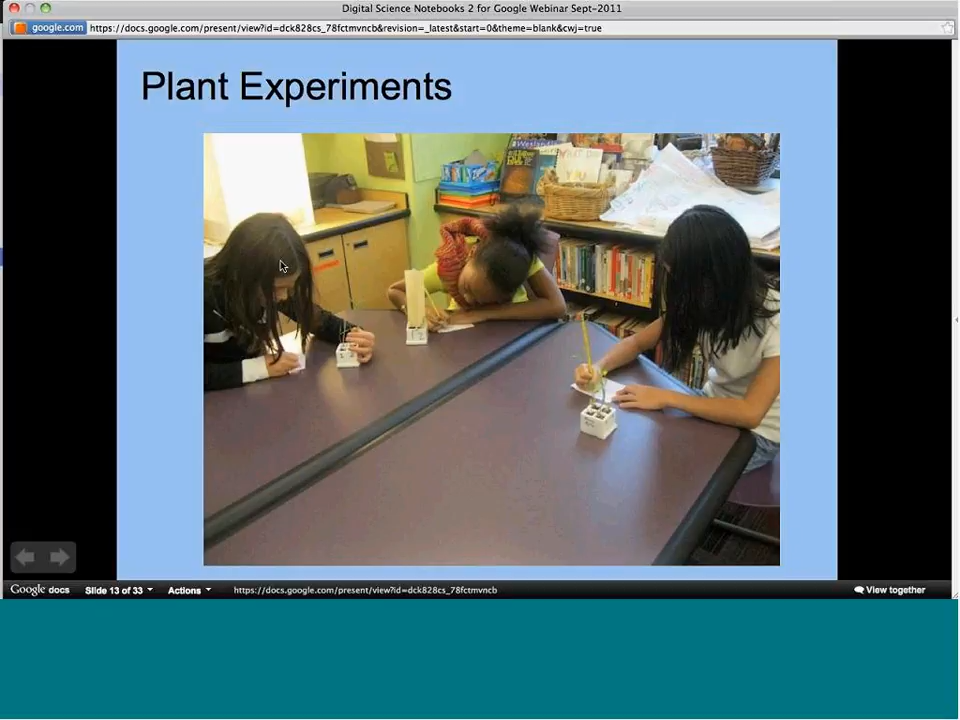 Digital Science Notebooks 2 for Google Webinar Sept-2011
google.com https://docs.google.com/present/view?id=dck828cs_78fctmvncb&revision=_latest&start=0&theme=blank&cwj=true
Plant Experiments
Google docs Slide 13 of 33 Actions https://docs.google.com/present/view?id=dck828cs_78fctmvncb View together